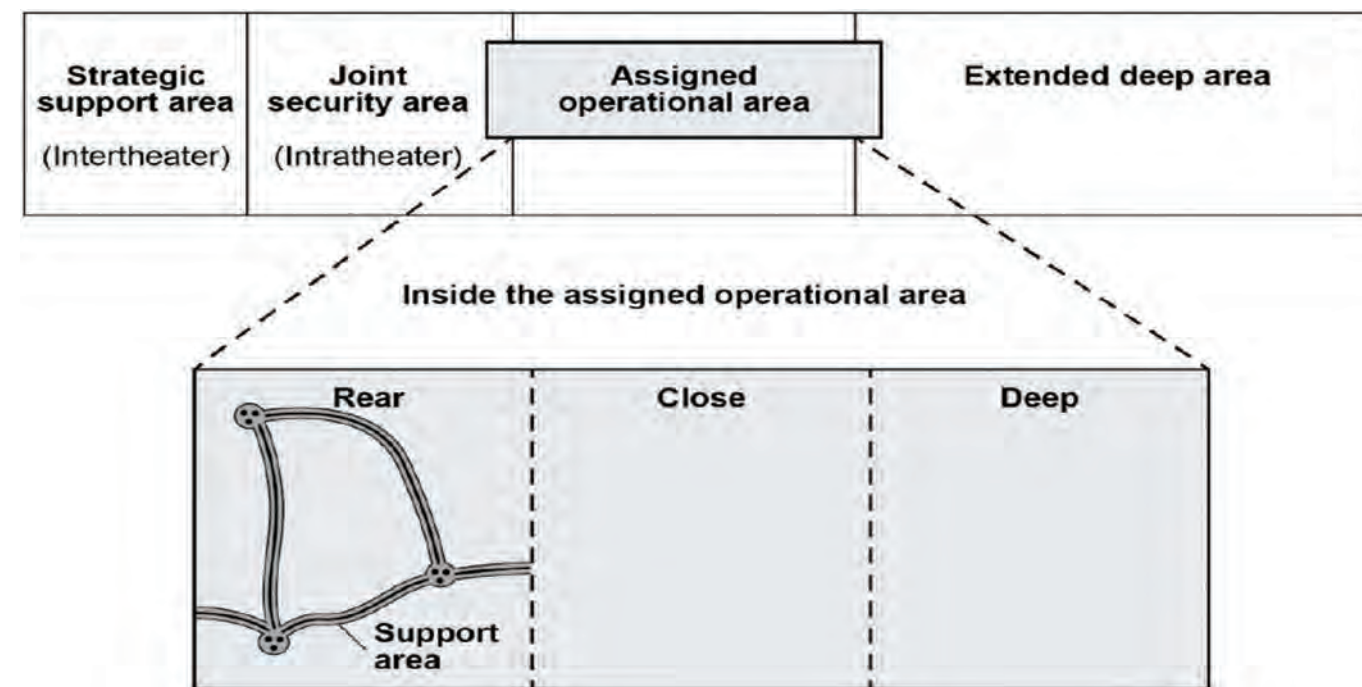 Strategic
support area
(Intertheater)
Joint
security area
(Intratheater)
Assigned
operational area
Extended deep area
Inside the assigned operational area
Rear
Close
Deep
Support
area